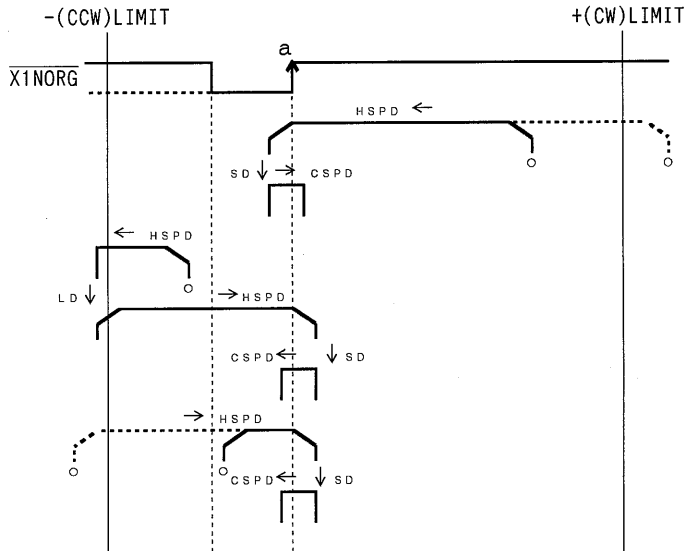 -(CCW)LIMIT
+(CW)LIMIT
a
X1NORG
HSPD
SD
CSPD
HSPD
LD
HSPD
CSPD
SD
HSPD
CSPD
SD